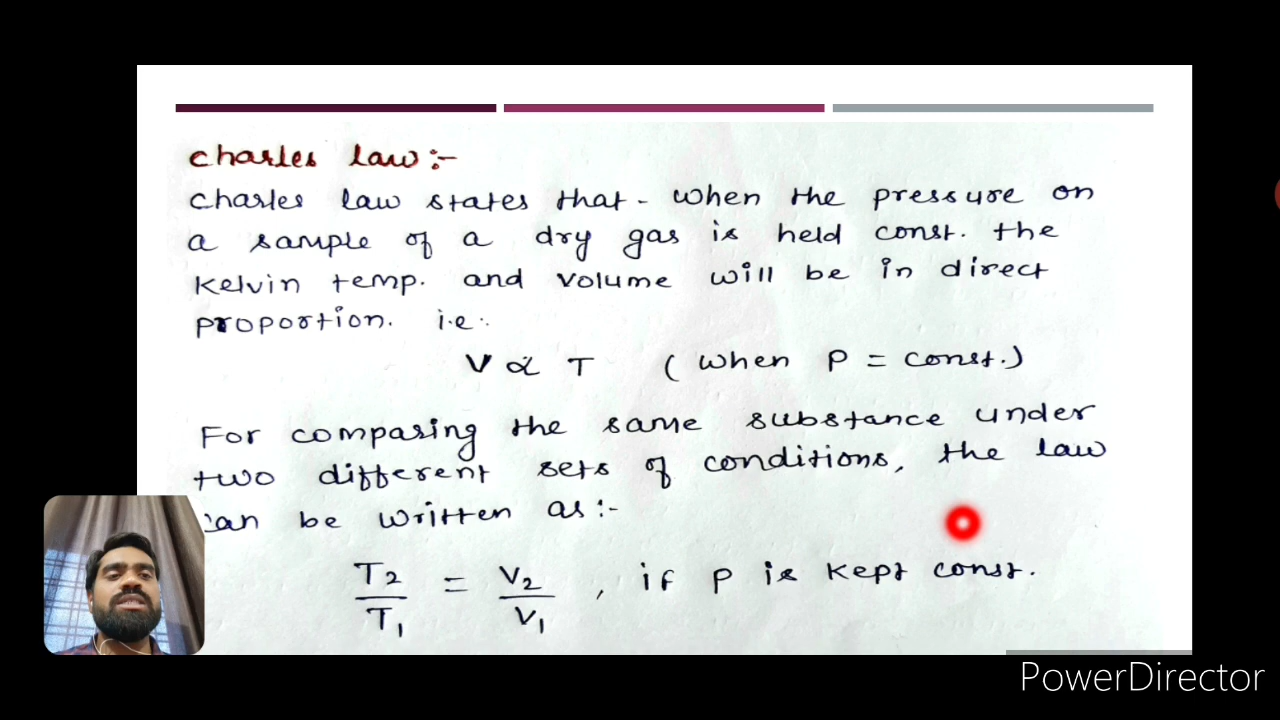 Charles law :-
Charles law states that - when the pressure on
a sample of a dry gas is held const. the
Kelvin temp. and volume will be in direct
proportion. i.e.
V ∝ T ( when P = const.)
For comparing the same substance under
two different sets of conditions, the law
can be written as :-
T2/T1 = V2/V1 , if P is kept const.
PowerDirector